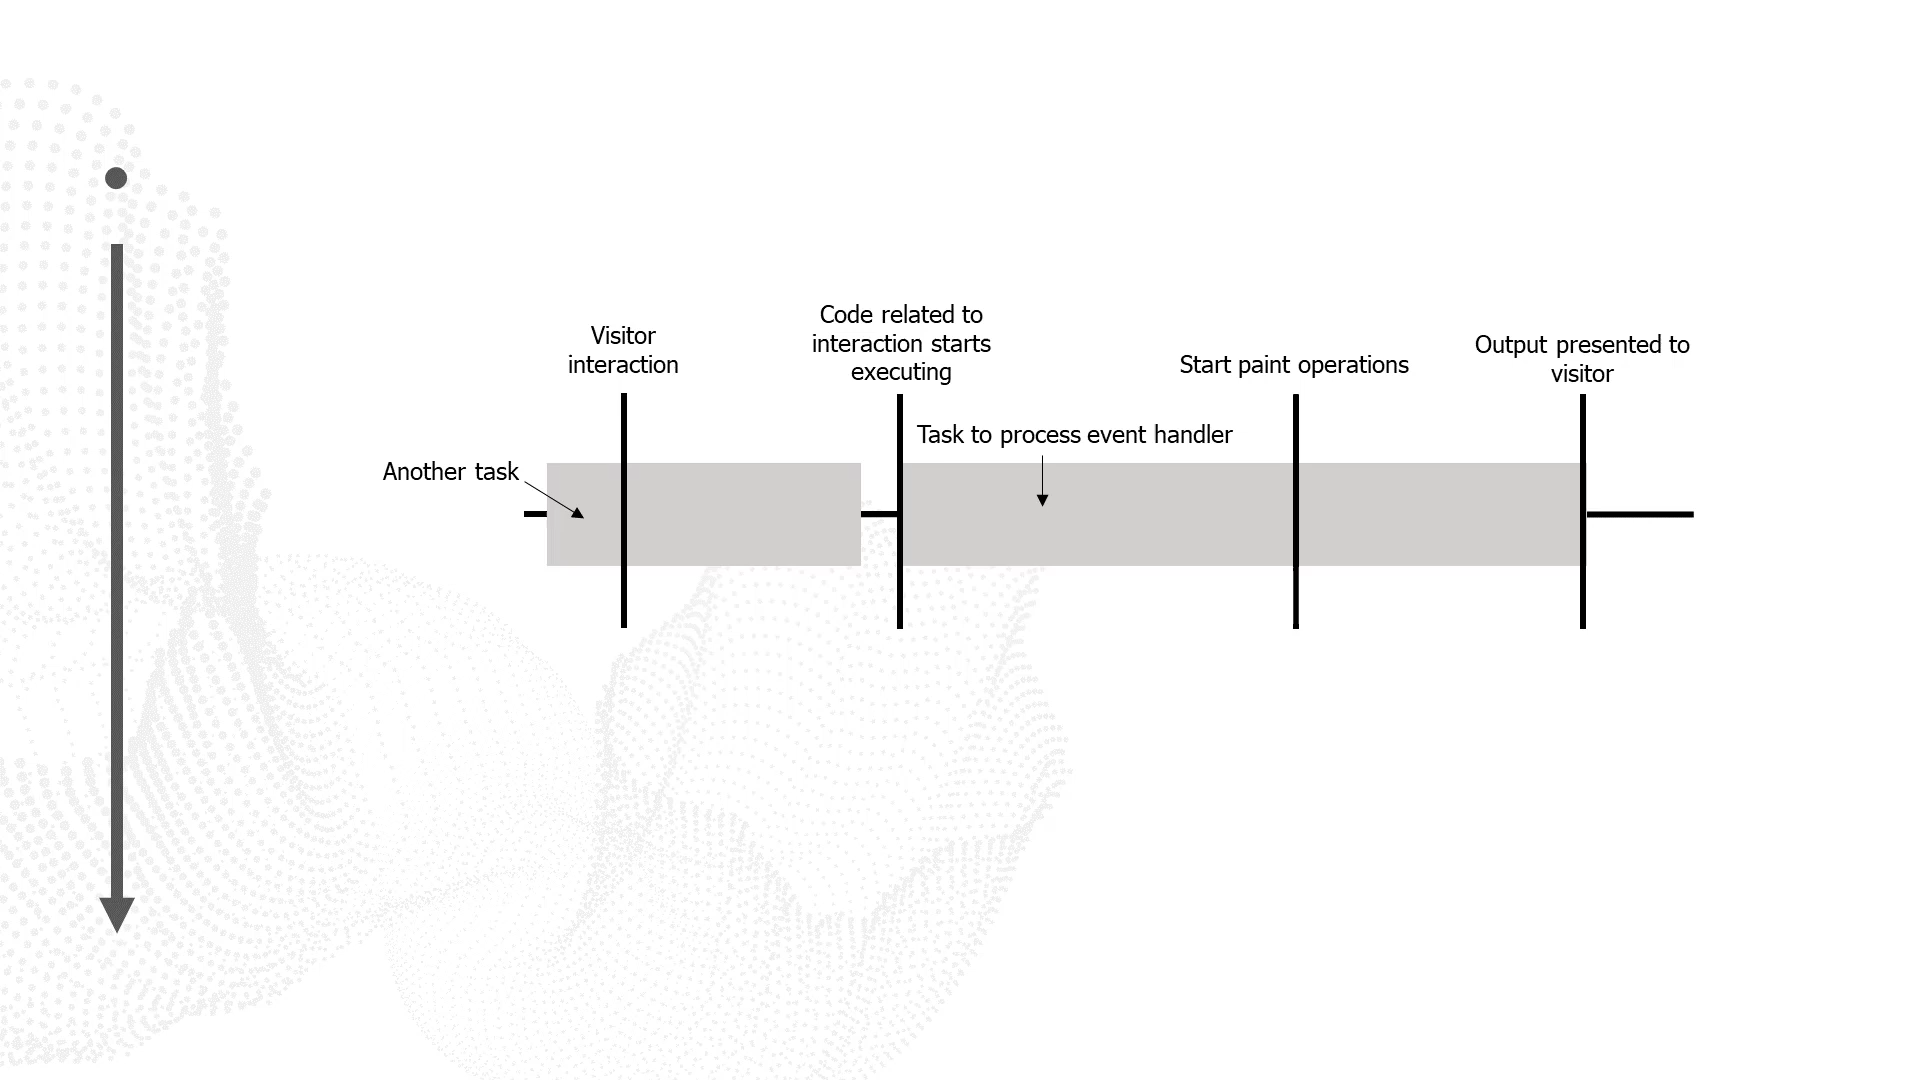 Visitor
interaction
Code related to
interaction starts
executing
Start paint operations
Output presented to
visitor
Another task
Task to process event handler